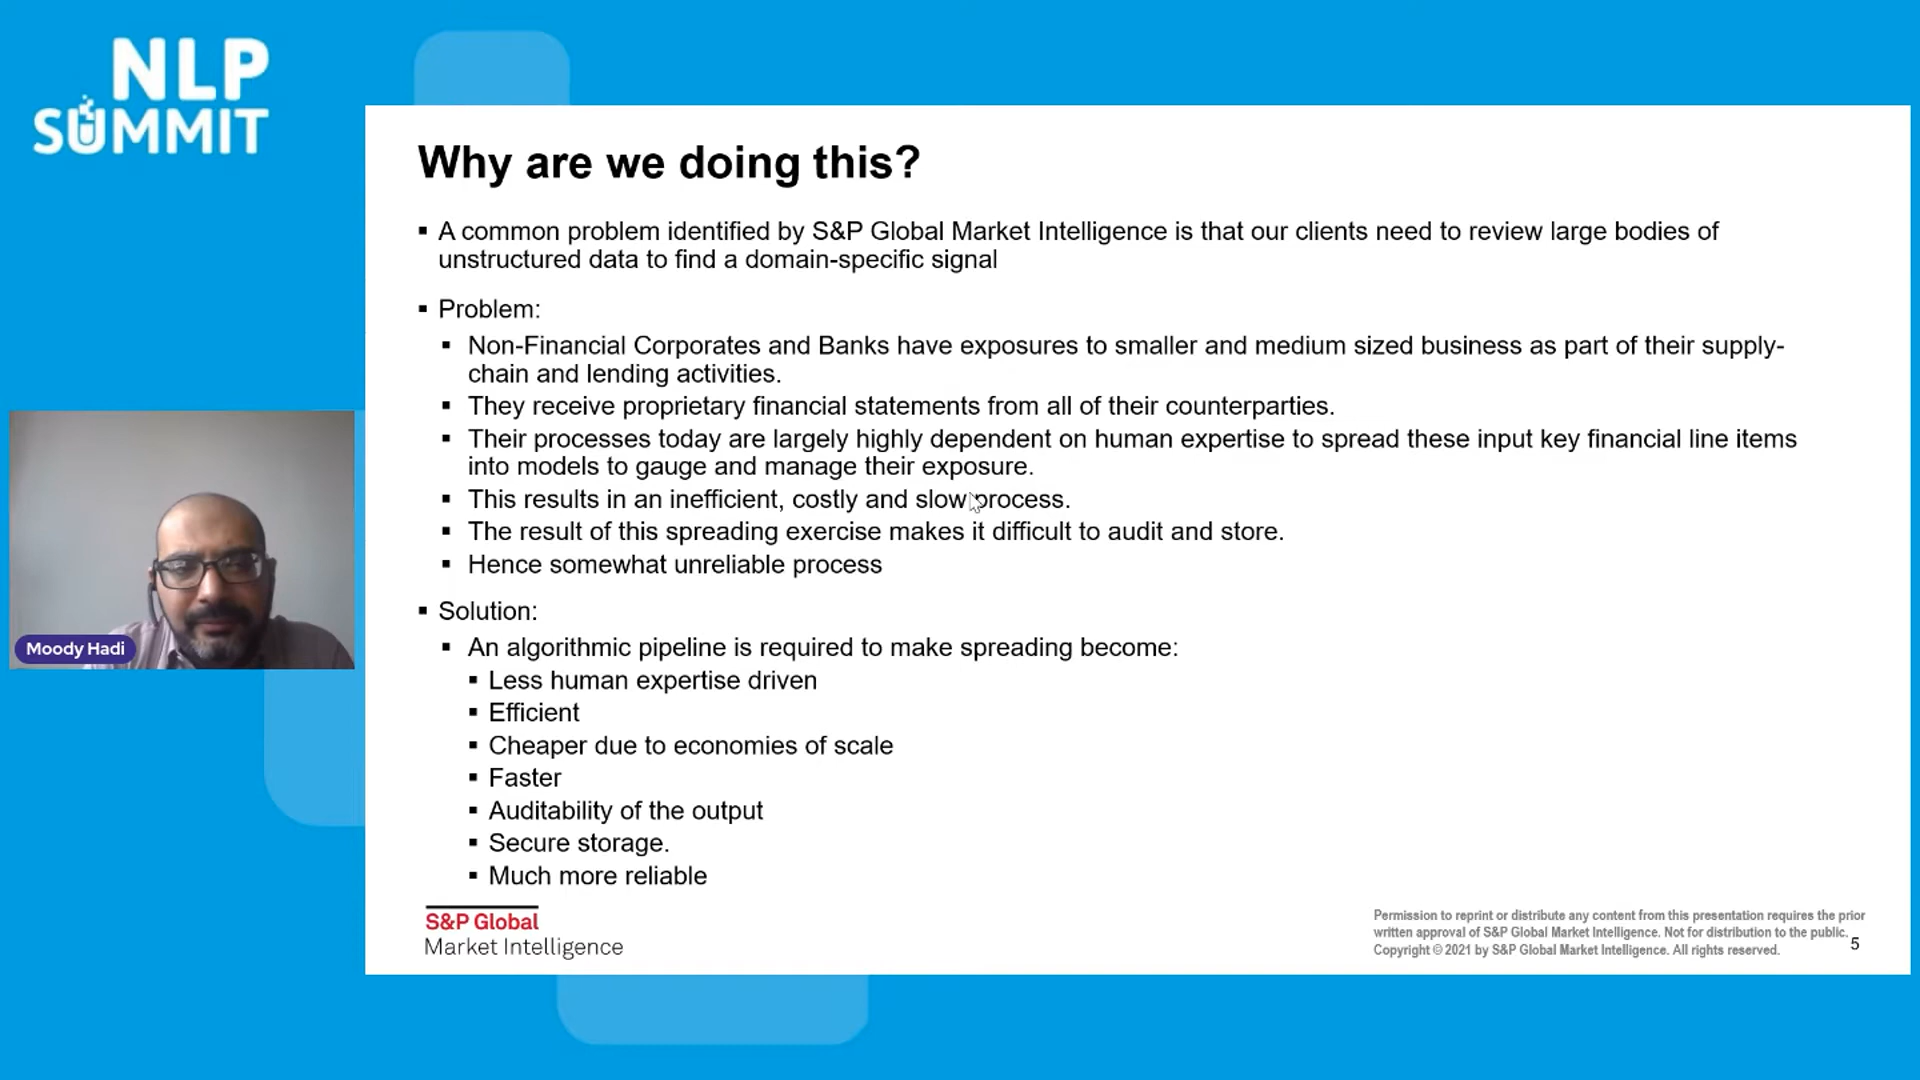 NLP
SUMMIT
Why are we doing this?
▪ A common problem identified by S&P Global Market Intelligence is that our clients need to review large bodies of
unstructured data to find a domain-specific signal
▪ Problem:
▪ Non-Financial Corporates and Banks have exposures to smaller and medium sized business as part of their supply-
chain and lending activities.
▪ They receive proprietary financial statements from all of their counterparties.
▪ Their processes today are largely highly dependent on human expertise to spread these input key financial line items
into models to gauge and manage their exposure.
▪ This results in an inefficient, costly and slow process.
▪ The result of this spreading exercise makes it difficult to audit and store.
▪ Hence somewhat unreliable process
▪ Solution:
▪ An algorithmic pipeline is required to make spreading become:
▪ Less human expertise driven
▪ Efficient
▪ Cheaper due to economies of scale
▪ Faster
▪ Auditability of the output
▪ Secure storage.
▪ Much more reliable
Moody Hadi
S&P Global
Market Intelligence
Permission to reprint or distribute any content from this presentation requires the prior
written approval of S&P Global Market Intelligence. Not for distribution to the public.
Copyright © 2021 by S&P Global Market Intelligence. All rights reserved.
5